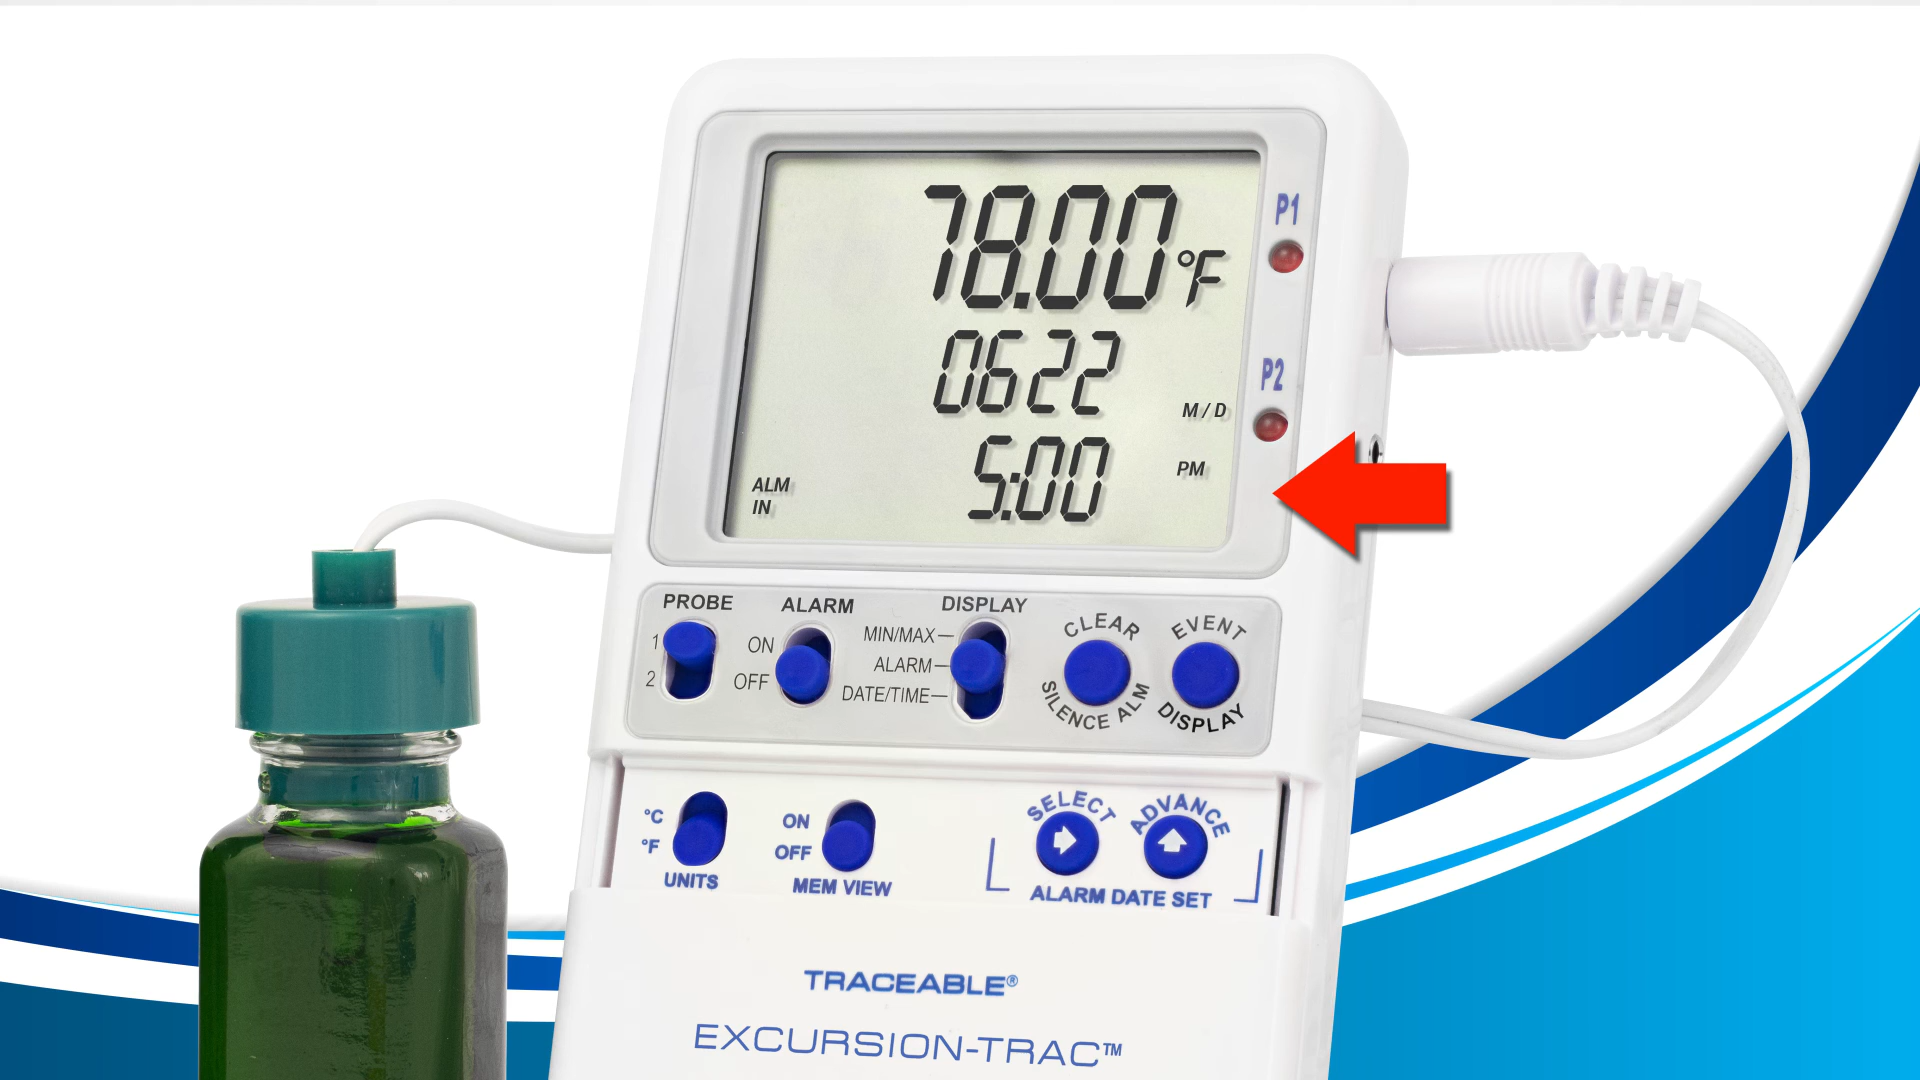 78.00 °F
P1
0622 M/D
P2
5:00 PM
ALM
IN
PROBE
1
2
ALARM
ON
OFF
DISPLAY
MIN/MAX
ALARM
DATE/TIME
CLEAR
SILENCE ALM
EVENT
DISPLAY
°C
°F
UNITS
ON
OFF
MEM VIEW
SELECT
ADVANCE
ALARM DATE SET
TRACEABLE®
EXCURSION-TRAC™